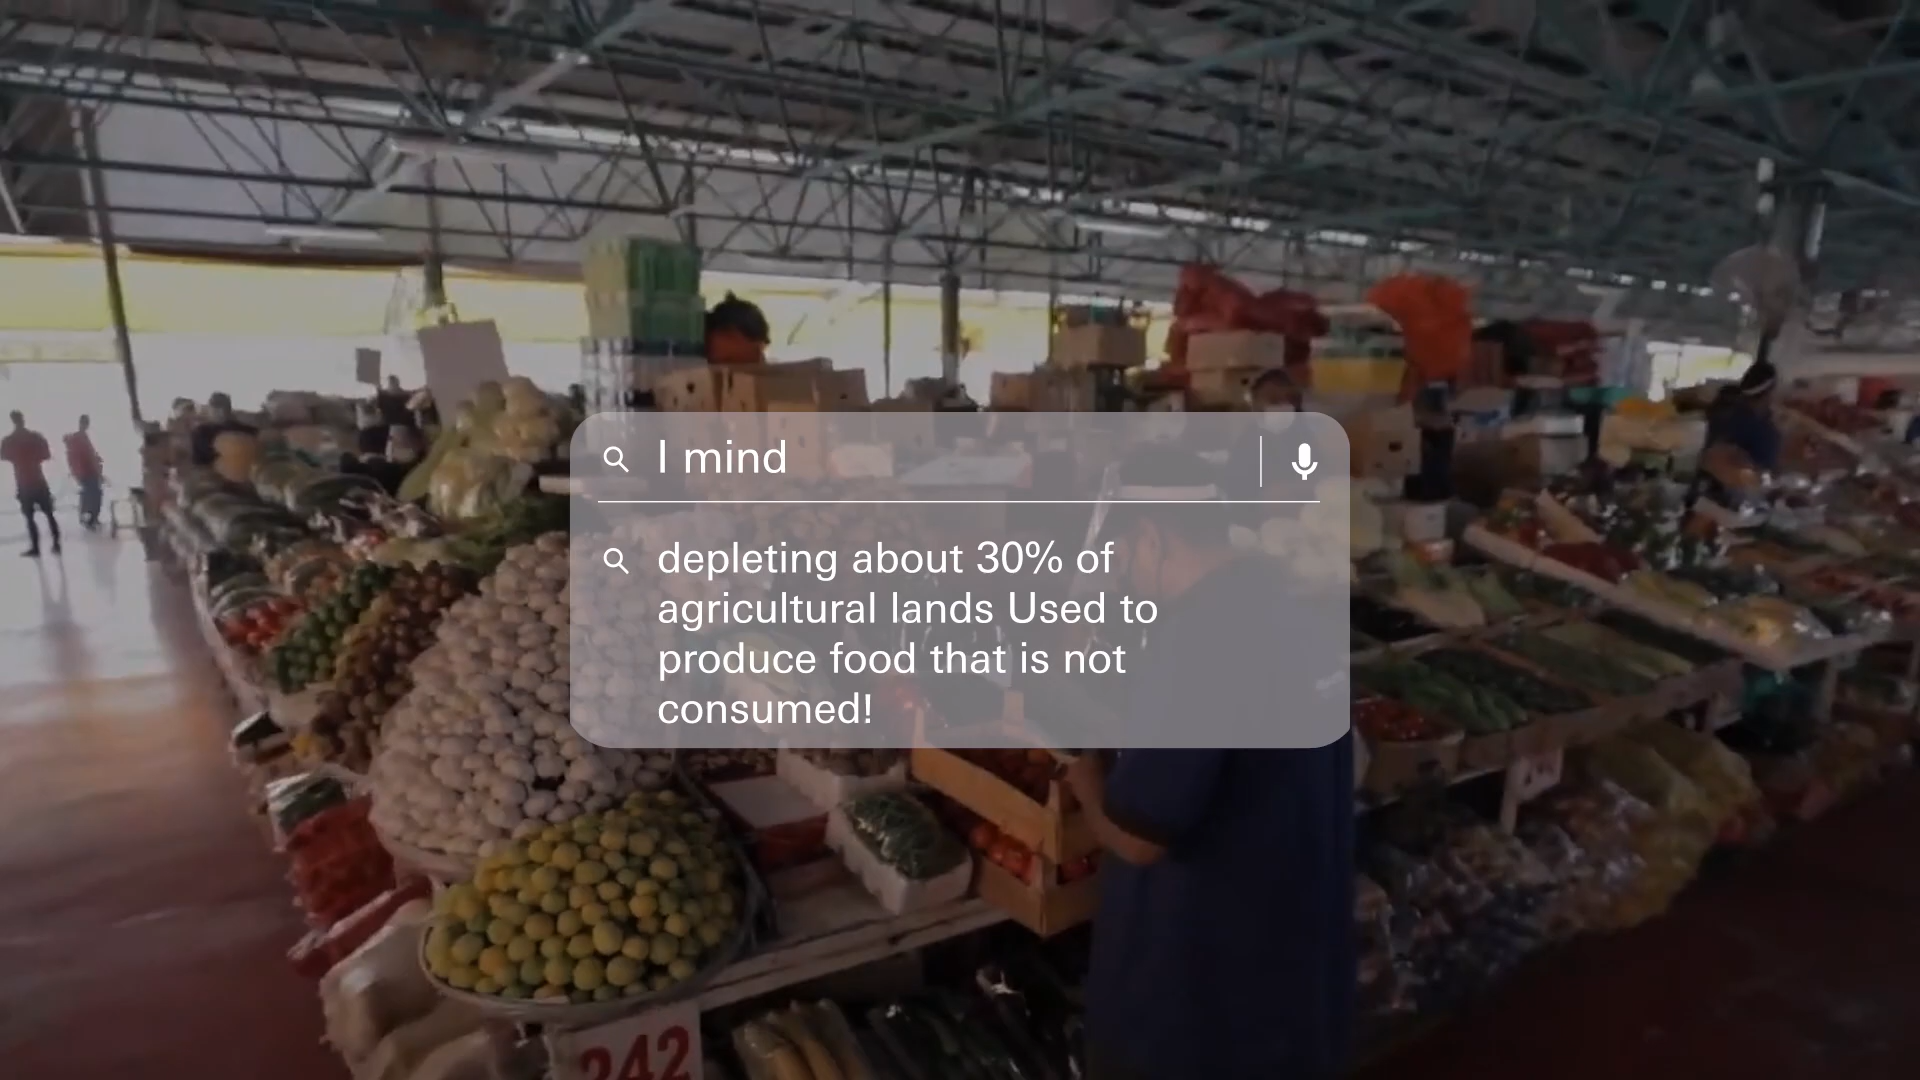 I mind
depleting about 30% of
agricultural lands Used to
produce food that is not
consumed!
242